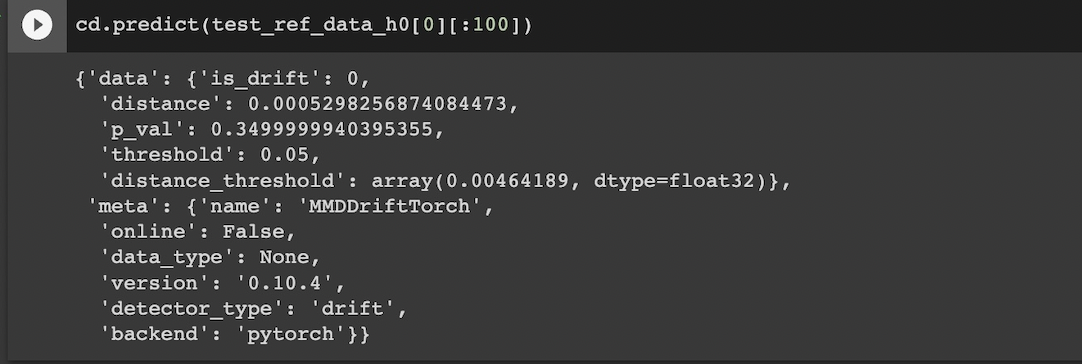 cd.predict(test_ref_data_h0[0][:100])
{'data': {'is_drift': 0,
'distance': 0.0005298256874084473,
'p_val': 0.3499999940395355,
'threshold': 0.05,
'distance_threshold': array(0.00464189, dtype=float32)},
'meta': {'name': 'MMDDriftTorch',
'online': False,
'data_type': None,
'version': '0.10.4',
'detector_type': 'drift',
'backend': 'pytorch'}}